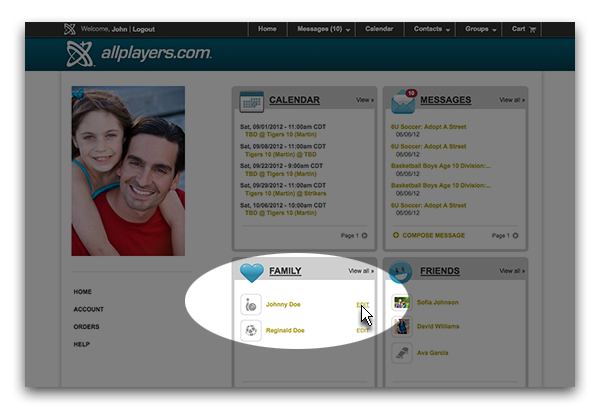 Welcome, John | Logout
Home
Messages (10)
Calendar
Contacts
Groups
Cart
allplayers.com
CALENDAR
View »
Sat, 09/01/2012 - 11:00am CDT
TBD @ Tigers 10 (Martin)
Sat, 09/08/2012 - 11:00am CDT
Tigers 10 (Martin) @ TBD
Sat, 09/22/2012 - 9:00am CDT
TBD @ Tigers 10 (Martin)
Sat, 09/29/2012 - 11:00am CDT
Tigers 10 (Martin) @ Strikers
Sat, 10/06/2012 - 10:00am CDT
TBD @ Tigers 10 (Martin)
Page 1
10
MESSAGES
View all »
6U Soccer: Adopt A Street
06/06/12
6U Soccer: Adopt A Street
06/06/12
Basketball Boys Age 10 Division:...
06/06/12
Basketball Boys Age 10 Division:...
06/06/12
6U Soccer: Adopt A Street
06/06/12
COMPOSE MESSAGE
Page 1
HOME
ACCOUNT
ORDERS
HELP
FAMILY
View all »
Johnny Doe
EDIT
Reginald Doe
EDIT
FRIENDS
View all »
Sofia Johnson
David Williams
Ava Garcia